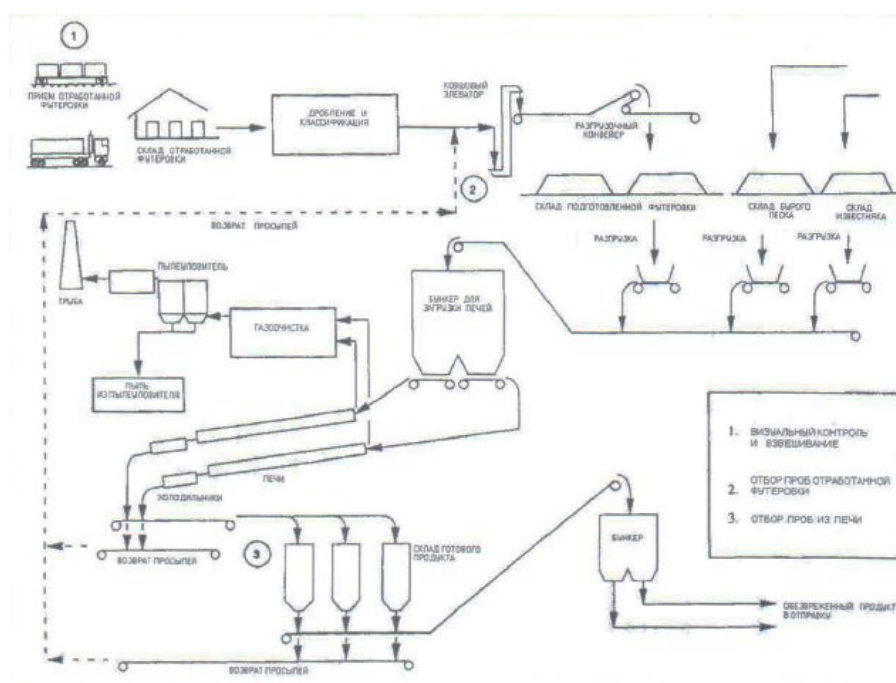 1
ПРИЕМ ОТРАБОТАННОЙ
ФУТЕРОВКИ
СКЛАД ОТРАБОТАННОЙ
ФУТЕРОВКИ
ДРОБЛЕНИЕ И
КЛАССИФИКАЦИЯ
КОВШОВЫЙ
ЭЛЕВАТОР
2
РАЗГРУЗОЧНЫЙ
КОНВЕЙЕР
СКЛАД ПОДГОТОВЛЕННОЙ ФУТЕРОВКИ
СКЛАД БУРОГО
ПЕСКА
СКЛАД
ИЗВЕСТНЯКА
РАЗГРУЗКА
РАЗГРУЗКА
РАЗГРУЗКА
ВОЗВРАТ ПРОСЫПЕЙ
ТРУБА
ПЫЛЕУЛОВИТЕЛЬ
ГАЗООЧИСТКА
ПЫЛЬ
ИЗ ПЫЛЕУЛОВИТЕЛЯ
БУНКЕР ДЛЯ
ЗАГРУЗКИ ПЕЧЕЙ
ПЕЧИ
ХОЛОДИЛЬНИКИ
ВОЗВРАТ ПРОСЫПЕЙ
3
СКЛАД ГОТОВОГО
ПРОДУКТА
ВОЗВРАТ ПРОСЫПЕЙ
БУНКЕР
ОБЕЗВРЕЖЕННЫЙ ПРОДУКТ
В ОТПРАВКУ
1. ВИЗУАЛЬНЫЙ КОНТРОЛЬ
И ВЗВЕШИВАНИЕ
2. ОТБОР ПРОБ ОТРАБОТАННОЙ
ФУТЕРОВКИ
3. ОТБОР ПРОБ ИЗ ПЕЧИ